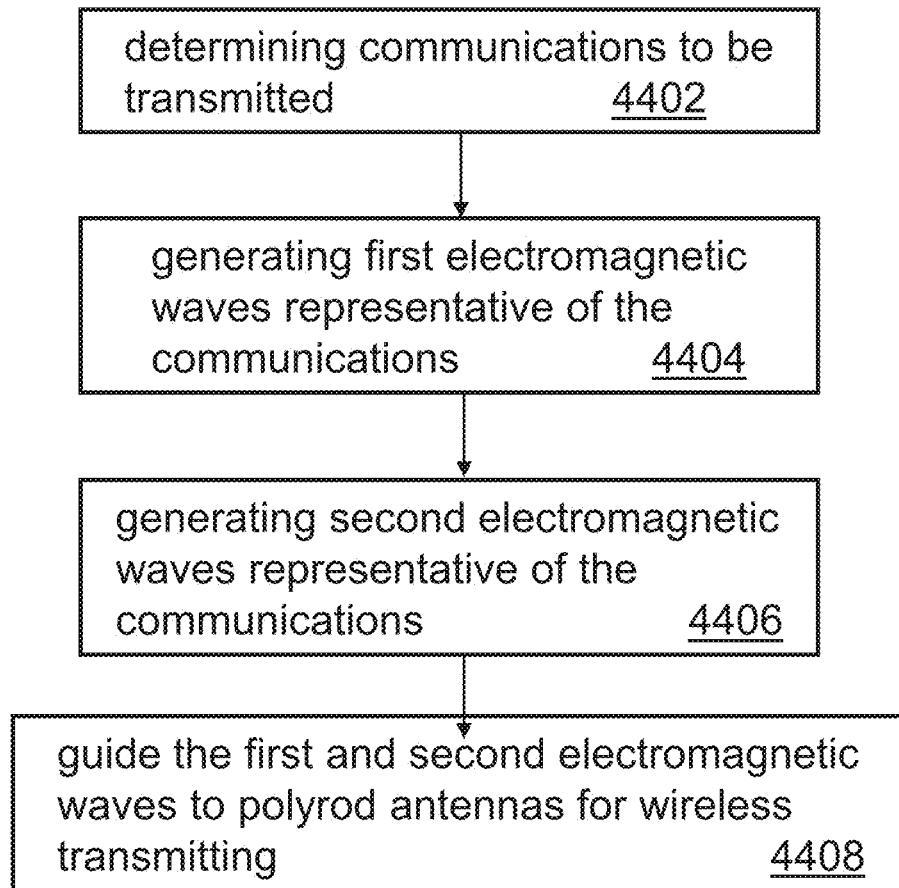 determining communications to be
transmitted 4402
generating first electromagnetic
waves representative of the
communications 4404
generating second electromagnetic
waves representative of the
communications 4406
guide the first and second electromagnetic
waves to polyrod antennas for wireless
transmitting 4408